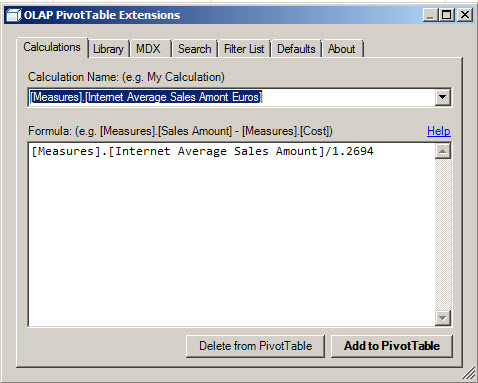 OLAP PivotTable Extensions
Calculations Library MDX Search Filter List Defaults About
Calculation Name: (e.g. My Calculation)
[Measures].[Internet Average Sales Amont Euros]
Formula: (e.g. [Measures].[Sales Amount] - [Measures].[Cost]) Help
[Measures].[Internet Average Sales Amount]/1.2694
Delete from PivotTable Add to PivotTable